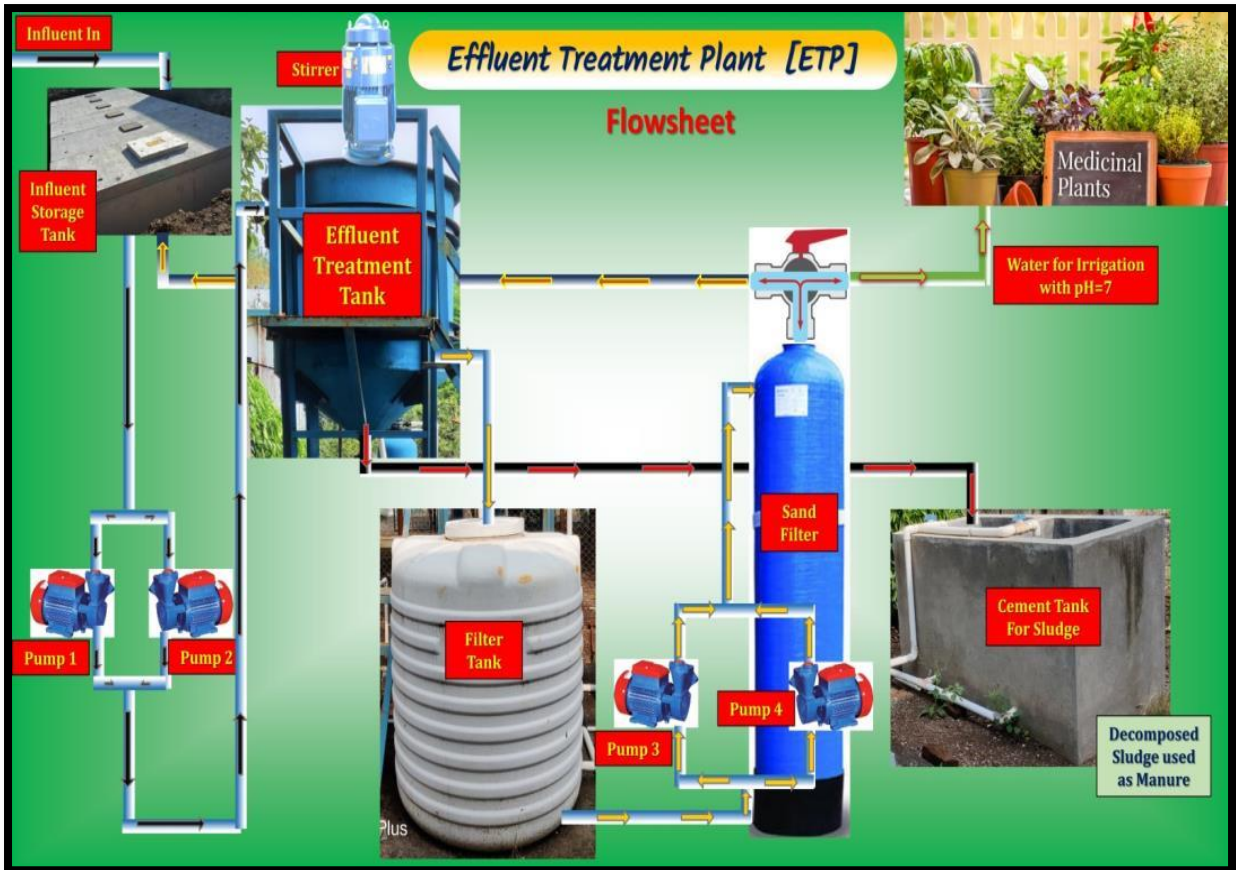 Influent In
Stirrer
Effluent Treatment Plant [ETP]
Flowsheet
Medicinal
Plants
Influent
Storage
Tank
Effluent
Treatment
Tank
Water for Irrigation
with pH=7
Sand
Filter
Pump 1
Pump 2
Filter
Tank
Cement Tank
For Sludge
Pump 3
Pump 4
Decomposed
Sludge used
as Manure
Plus